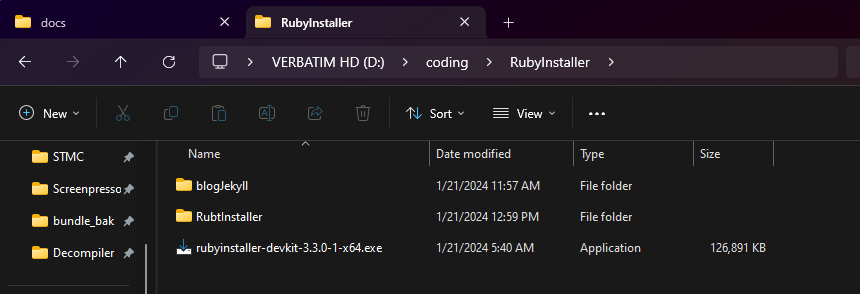 docs
RubyInstaller
VERBATIM HD (D:) coding RubyInstaller
New Sort View
Name Date modified Type Size
STMC
Screenpresso
bundle_bak
Decompiler
blogJekyll 1/21/2024 11:57 AM File folder
RubtInstaller 1/21/2024 12:59 PM File folder
rubyinstaller-devkit-3.3.0-1-x64.exe 1/21/2024 5:40 AM Application 126,891 KB